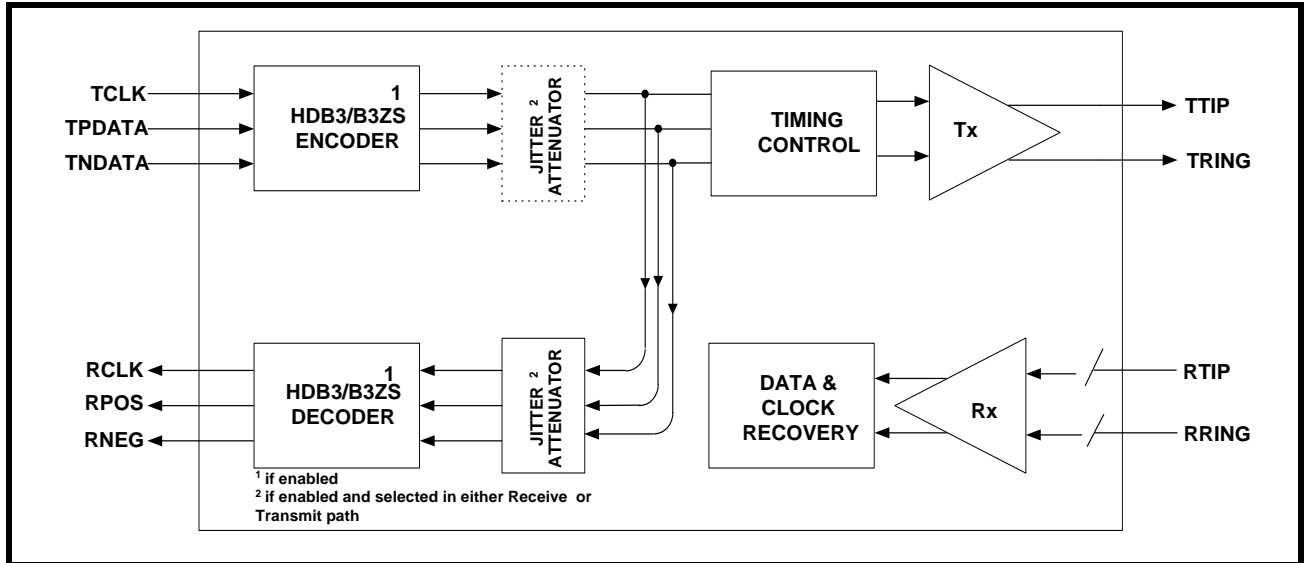 TCLK
TPDATA
TNDATA
1
HDB3/B3ZS
ENCODER
JITTER 2
ATTENUATOR
TIMING
CONTROL
Tx
TTIP
TRING
RCLK
RPOS
RNEG
1
HDB3/B3ZS
DECODER
JITTER 2
ATTENUATOR
DATA &
CLOCK
RECOVERY
Rx
RTIP
RRING
1 if enabled
2 if enabled and selected in either Receive or
Transmit path